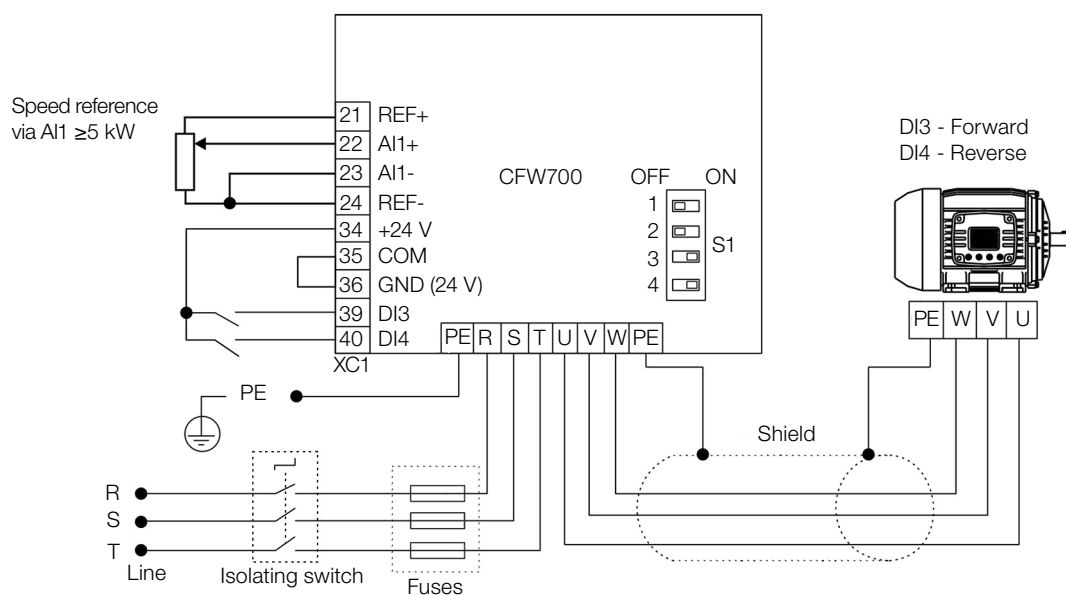 Speed reference
via AI1 ≥5 kW
21 REF+
22 AI1+
23 AI1-
24 REF-
34 +24 V
35 COM
36 GND (24 V)
39 DI3
40 DI4
XC1
CFW700
OFF ON
1
2
3
4
S1
DI3 - Forward
DI4 - Reverse
PE W V U
PE R S T U V W PE
PE
Shield
R
S
T
Line
Isolating switch
Fuses